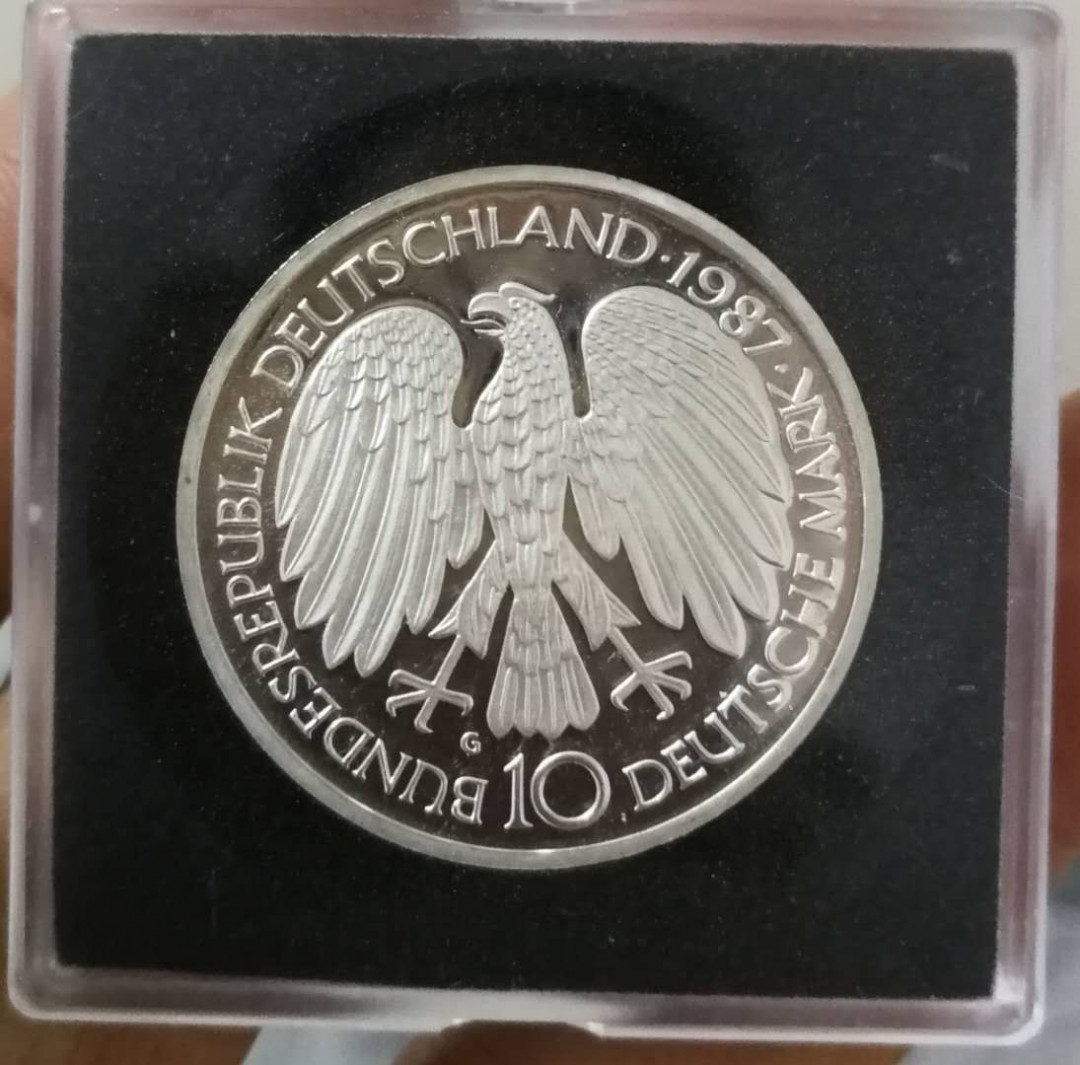 BUNDESREPUBLIK DEUTSCHLAND · 1987 ·
DEUTSCHE MARK
G
10